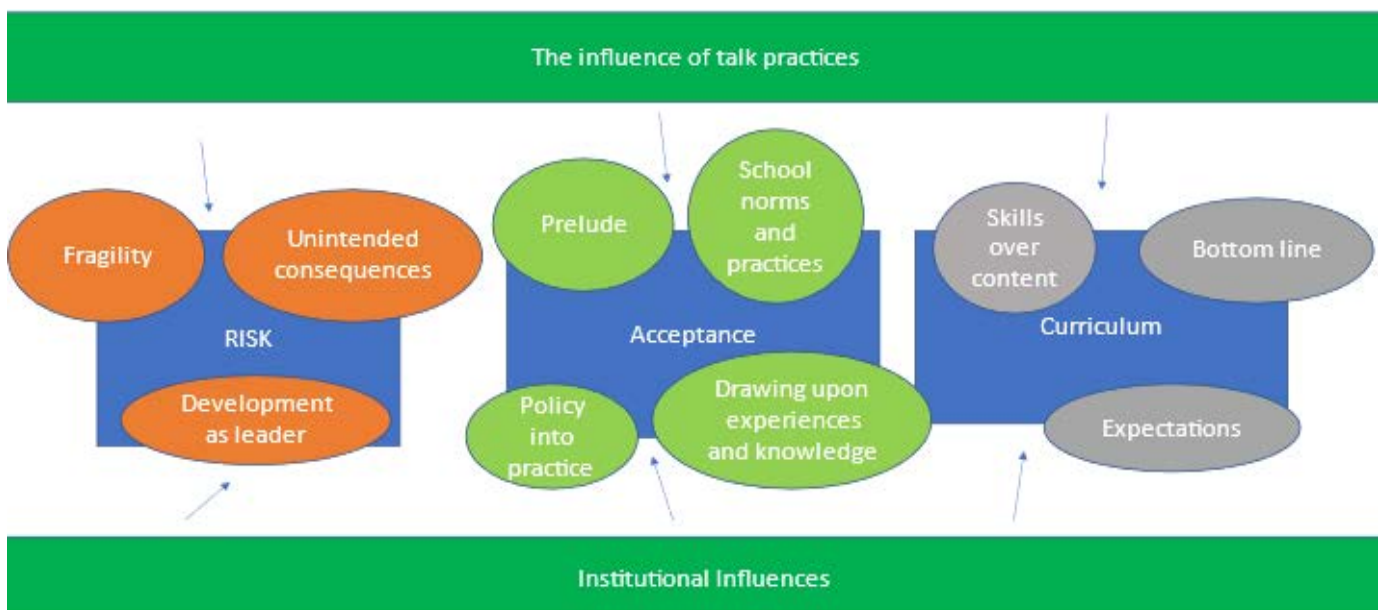 The influence of talk practices
Fragility
Unintended
consequences
RISK
Development
as leader
Prelude
School
norms
and
practices
Acceptance
Policy
into
practice
Drawing upon
experiences
and knowledge
Skills
over
content
Bottom line
Curriculum
Expectations
Institutional Influences